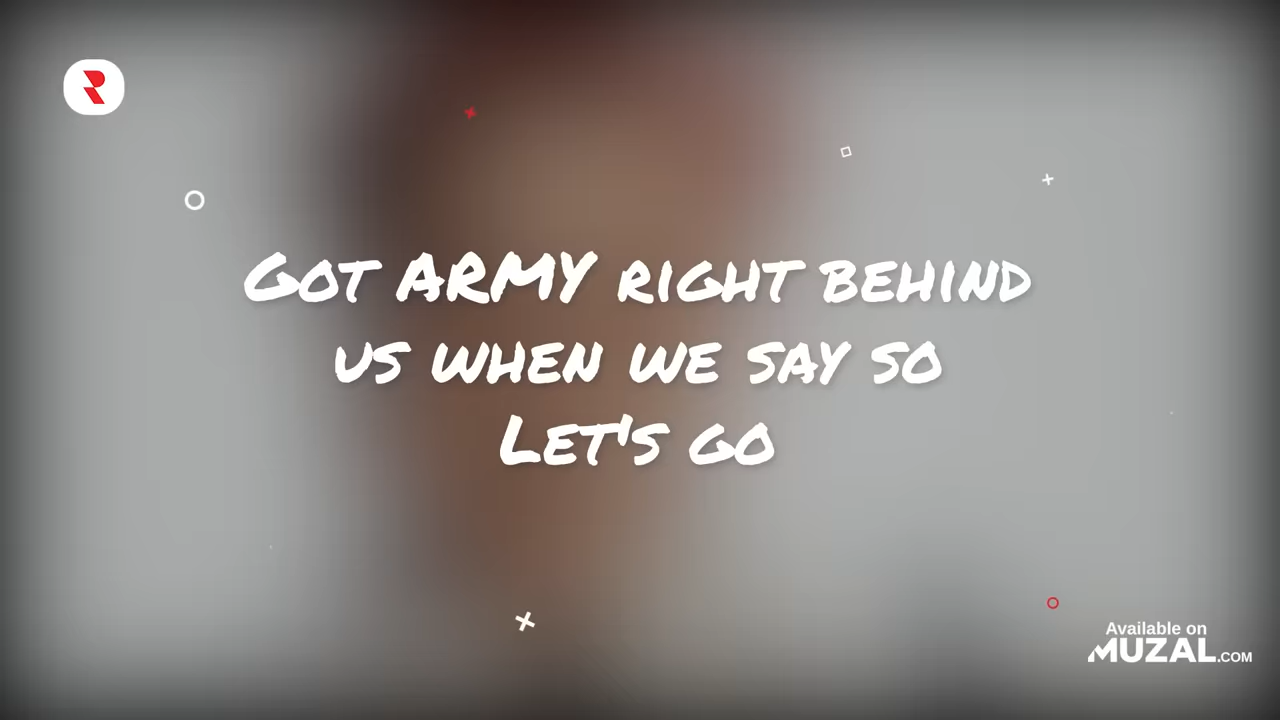 Got ARMY right behind
us when we say so
Let's go
Available on
MUZAL.COM